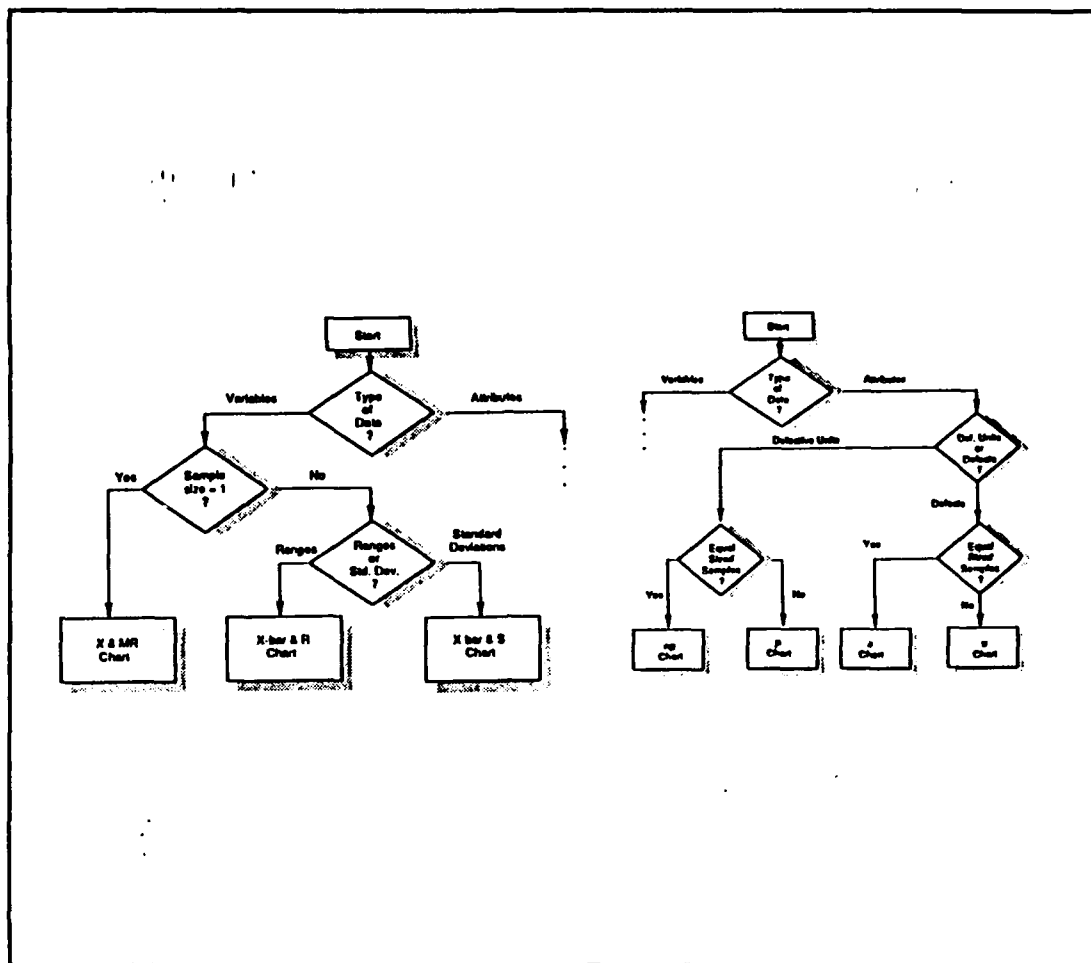 Start
Type
of
Data
?
Variables
Attributes
Sample
size = 1
?
Yes
No
Ranges
or
Std. Dev.
?
Ranges
Standard
Deviations
X & MR
Chart
X-bar & R
Chart
X bar & S
Chart
Start
Type
of
Data
?
Variables
Attributes
Defective Units
Def. Units
or
Defects
?
Defects
Equal
Sized
Samples
?
Yes
No
Equal
Sized
Samples
?
Yes
No
np
Chart
p
Chart
c
Chart
u
Chart